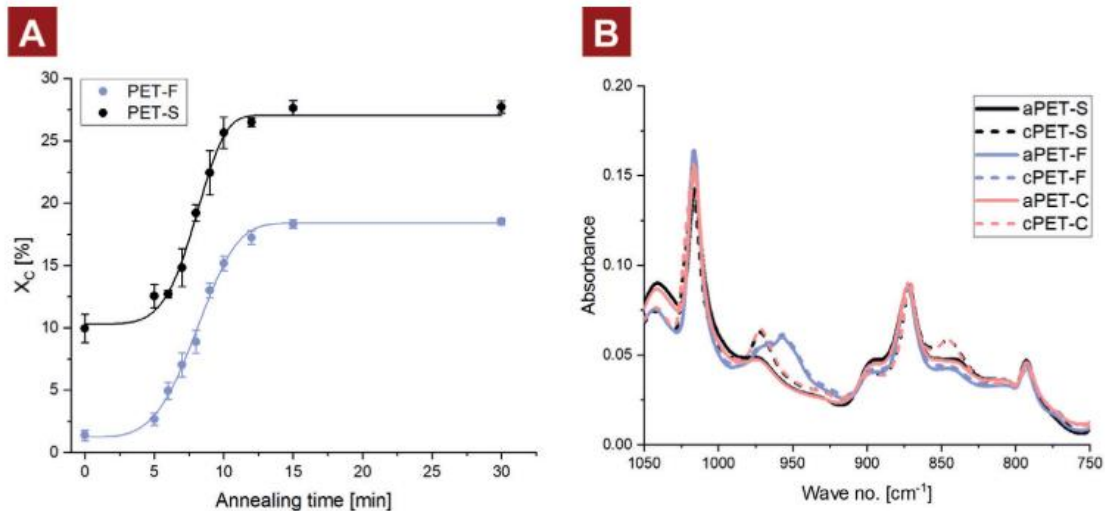 A
30
25
20
15
10
5
0
X_C [%]
PET-F
PET-S
0 5 10 15 20 25 30
Annealing time [min]
B
0.20
0.15
0.10
0.05
0.00
Absorbance
aPET-S
cPET-S
aPET-F
cPET-F
aPET-C
cPET-C
1050 1000 950 900 850 800 750
Wave no. [cm⁻¹]